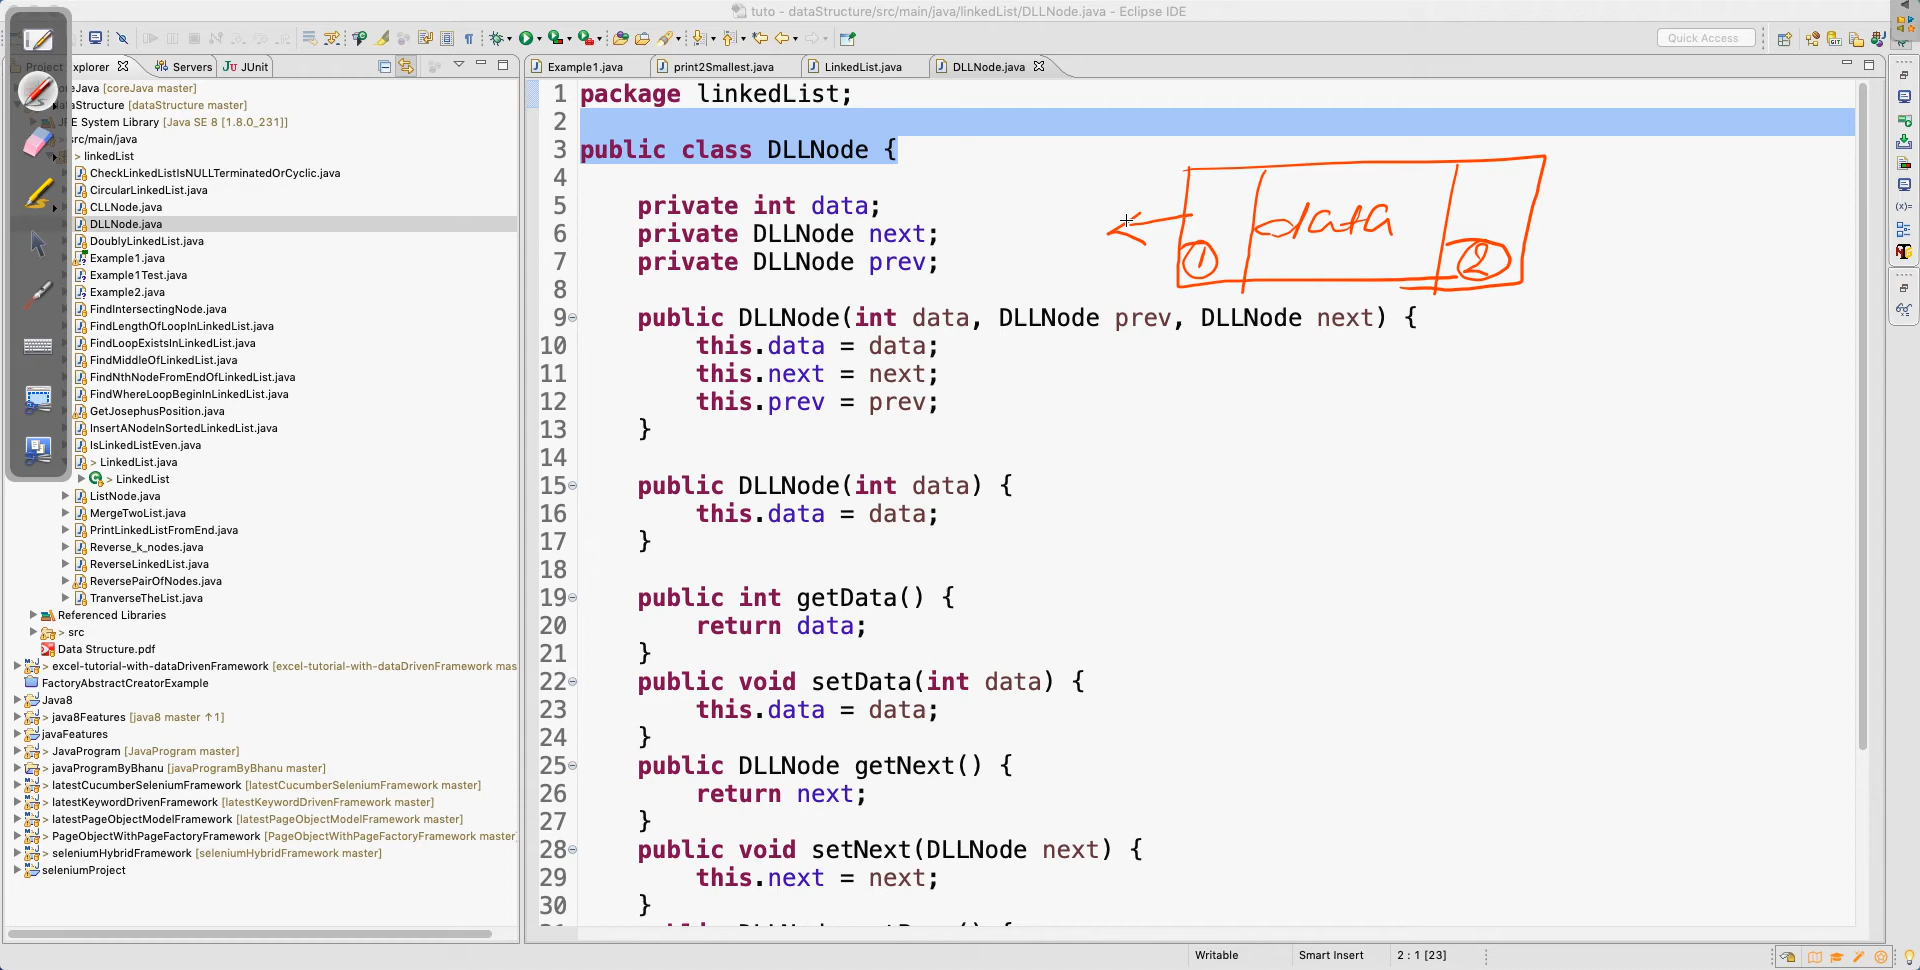 tuto - dataStructure/src/main/java/linkedList/DLLNode.java - Eclipse IDE
Quick Access
Project Explorer
Servers
JUnit
coreJava [coreJava master]
dataStructure [dataStructure master]
JRE System Library [Java SE 8 [1.8.0_231]]
src/main/java
> linkedList
CheckLinkedListIsNULLTerminatedOrCyclic.java
CircularLinkedList.java
CLLNode.java
DLLNode.java
DoublyLinkedList.java
Example1.java
Example1Test.java
Example2.java
FindIntersectingNode.java
FindLengthOfLoopInLinkedList.java
FindLoopExistsInLinkedList.java
FindMiddleOfLinkedList.java
FindNthNodeFromEndOfLinkedList.java
FindWhereLoopBeginInLinkedList.java
GetJosephusPosition.java
InsertANodeInSortedLinkedList.java
IsLinkedListEven.java
> LinkedList.java
> LinkedList
ListNode.java
MergeTwoList.java
PrintLinkedListFromEnd.java
Reverse_k_nodes.java
ReverseLinkedList.java
ReversePairOfNodes.java
TranverseTheList.java
Referenced Libraries
> src
Data Structure.pdf
> excel-tutorial-with-dataDrivenFramework [excel-tutorial-with-dataDrivenFramework mas
FactoryAbstractCreatorExample
Java8
> java8Features [java8 master ↑1]
javaFeatures
> JavaProgram [JavaProgram master]
> javaProgramByBhanu [javaProgramByBhanu master]
latestCucumberSeleniumFramework [latestCucumberSeleniumFramework master]
> latestKeywordDrivenFramework [latestKeywordDrivenFramework master]
> latestPageObjectModelFramework [latestPageObjectModelFramework master]
> PageObjectWithPageFactoryFramework [PageObjectWithPageFactoryFramework master
> seleniumHybridFramework [seleniumHybridFramework master]
seleniumProject
Example1.java
print2Smallest.java
LinkedList.java
DLLNode.java
1 package linkedList;
2
3 public class DLLNode {
4
5 private int data;
6 private DLLNode next;
7 private DLLNode prev;
8
9 public DLLNode(int data, DLLNode prev, DLLNode next) {
10 this.data = data;
11 this.next = next;
12 this.prev = prev;
13 }
14
15 public DLLNode(int data) {
16 this.data = data;
17 }
18
19 public int getData() {
20 return data;
21 }
22 public void setData(int data) {
23 this.data = data;
24 }
25 public DLLNode getNext() {
26 return next;
27 }
28 public void setNext(DLLNode next) {
29 this.next = next;
30 }
data
1
2
Writable
Smart Insert
2 : 1 [23]